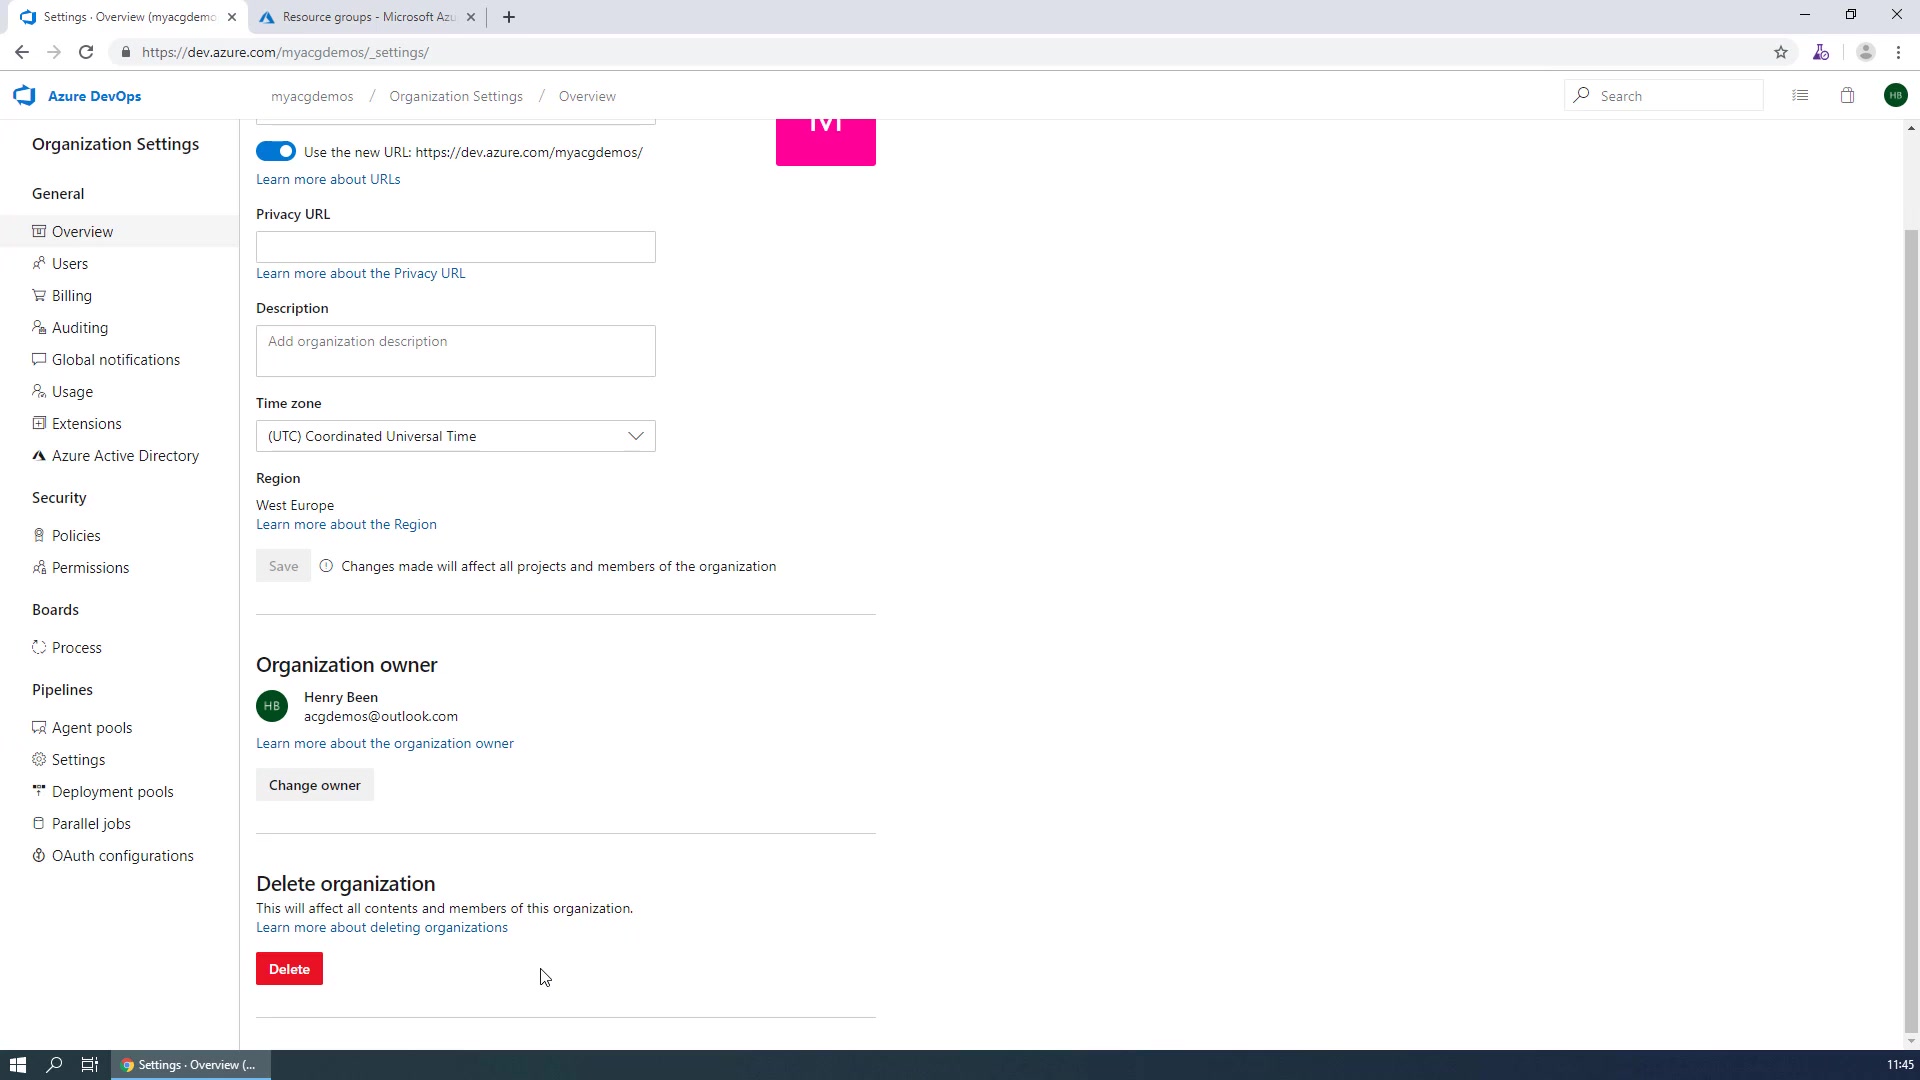 Settings · Overview (myacgdemo
Resource groups - Microsoft Azu
https://dev.azure.com/myacgdemos/_settings/
Azure DevOps
myacgdemos / Organization Settings / Overview
Search
HB
Organization Settings
General
Overview
Users
Billing
Auditing
Global notifications
Usage
Extensions
Azure Active Directory
Security
Policies
Permissions
Boards
Process
Pipelines
Agent pools
Settings
Deployment pools
Parallel jobs
OAuth configurations
M
Use the new URL: https://dev.azure.com/myacgdemos/
Learn more about URLs
Privacy URL
Learn more about the Privacy URL
Description
Add organization description
Time zone
(UTC) Coordinated Universal Time
Region
West Europe
Learn more about the Region
Save
Changes made will affect all projects and members of the organization
Organization owner
HB
Henry Been
acgdemos@outlook.com
Learn more about the organization owner
Change owner
Delete organization
This will affect all contents and members of this organization.
Learn more about deleting organizations
Delete
Settings · Overview (...
11:45